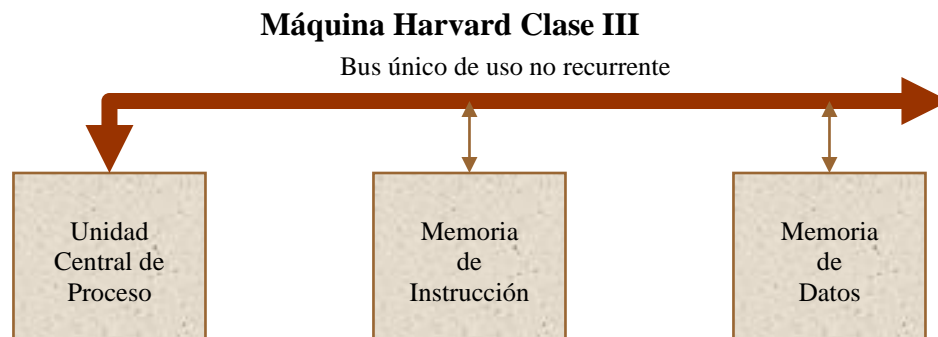 Máquina Harvard Clase III
Bus único de uso no recurrente
Unidad
Central de
Proceso
Memoria
de
Instrucción
Memoria
de
Datos